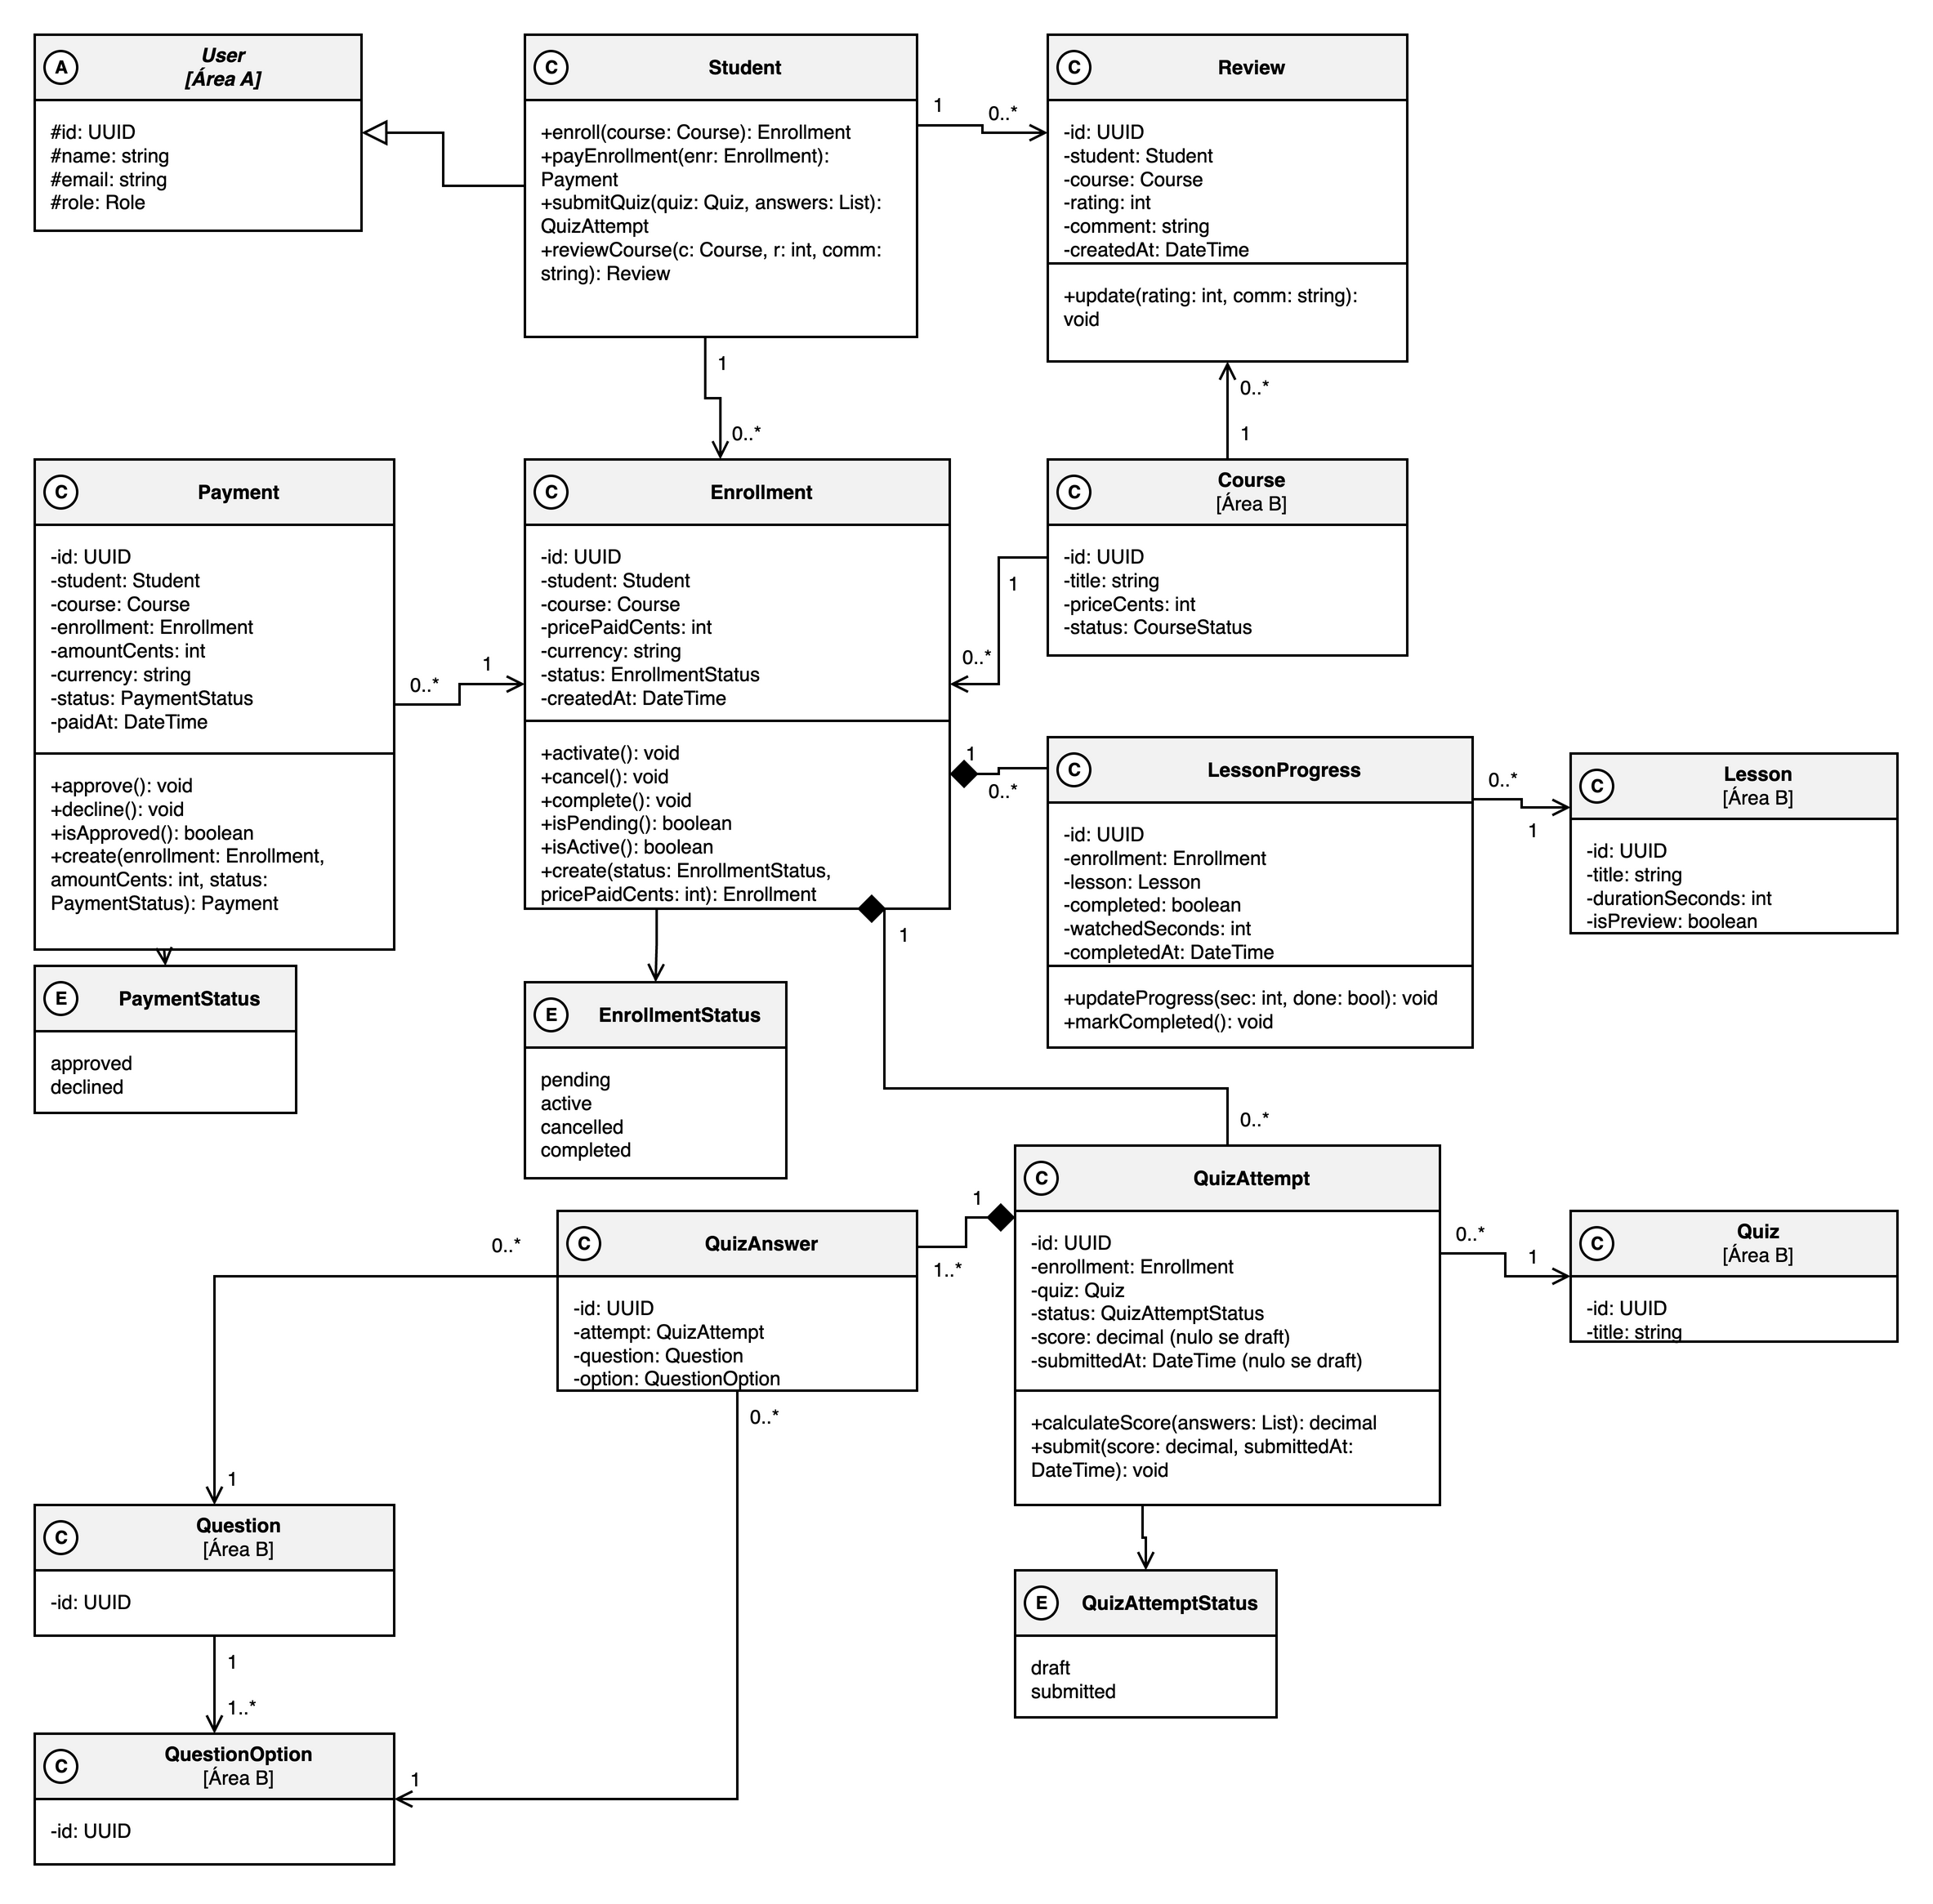 A
User
[Área A]
#id: UUID
#name: string
#email: string
#role: Role
C
Student
+enroll(course: Course): Enrollment
+payEnrollment(enr: Enrollment):
Payment
+submitQuiz(quiz: Quiz, answers: List):
QuizAttempt
+reviewCourse(c: Course, r: int, comm:
string): Review
1
0..*
C
Review
-id: UUID
-student: Student
-course: Course
-rating: int
-comment: string
-createdAt: DateTime
+update(rating: int, comm: string):
void
1
0..*
0..*
1
C
Payment
-id: UUID
-student: Student
-course: Course
-enrollment: Enrollment
-amountCents: int
-currency: string
-status: PaymentStatus
-paidAt: DateTime
+approve(): void
+decline(): void
+isApproved(): boolean
+create(enrollment: Enrollment,
amountCents: int, status:
PaymentStatus): Payment
0..*
1
C
Enrollment
-id: UUID
-student: Student
-course: Course
-pricePaidCents: int
-currency: string
-status: EnrollmentStatus
-createdAt: DateTime
+activate(): void
+cancel(): void
+complete(): void
+isPending(): boolean
+isActive(): boolean
+create(status: EnrollmentStatus,
pricePaidCents: int): Enrollment
C
Course
[Área B]
-id: UUID
-title: string
-priceCents: int
-status: CourseStatus
1
0..*
1
0..*
C
LessonProgress
-id: UUID
-enrollment: Enrollment
-lesson: Lesson
-completed: boolean
-watchedSeconds: int
-completedAt: DateTime
+updateProgress(sec: int, done: bool): void
+markCompleted(): void
0..*
1
C
Lesson
[Área B]
-id: UUID
-title: string
-durationSeconds: int
-isPreview: boolean
E
PaymentStatus
approved
declined
E
EnrollmentStatus
pending
active
cancelled
completed
1
0..*
C
QuizAttempt
-id: UUID
-enrollment: Enrollment
-quiz: Quiz
-status: QuizAttemptStatus
-score: decimal (nulo se draft)
-submittedAt: DateTime (nulo se draft)
+calculateScore(answers: List): decimal
+submit(score: decimal, submittedAt:
DateTime): void
1
1..*
C
QuizAnswer
-id: UUID
-attempt: QuizAttempt
-question: Question
-option: QuestionOption
0..*
1
C
Quiz
[Área B]
-id: UUID
-title: string
0..*
1
0..*
C
Question
[Área B]
-id: UUID
1
1..*
E
QuizAttemptStatus
draft
submitted
C
QuestionOption
[Área B]
-id: UUID
1